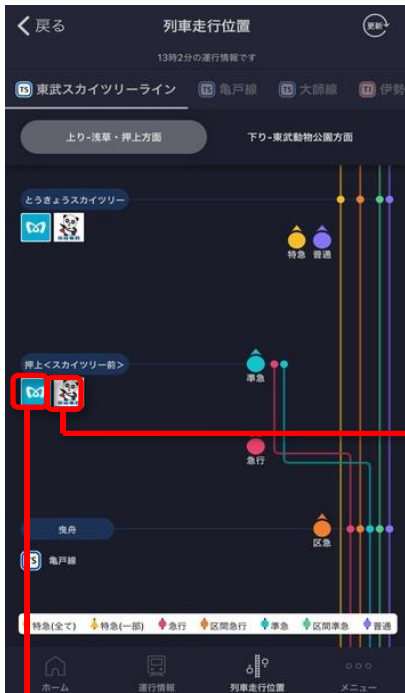 戻る
列車走行位置
更新
13時2分の運行情報です
TS 東武スカイツリーライン
TS 亀戸線
TS 大師線
TI 伊勢
上り-浅草・押上方面
下り-東武動物公園方面
とうきょうスカイツリー
特急 普通
押上<スカイツリー前>
準急
急行
曳舟
区急
TS 亀戸線
特急(全て) 特急(一部) 急行 区間急行 準急 区間準急 普通
ホーム 運行情報 列車走行位置 メニュー